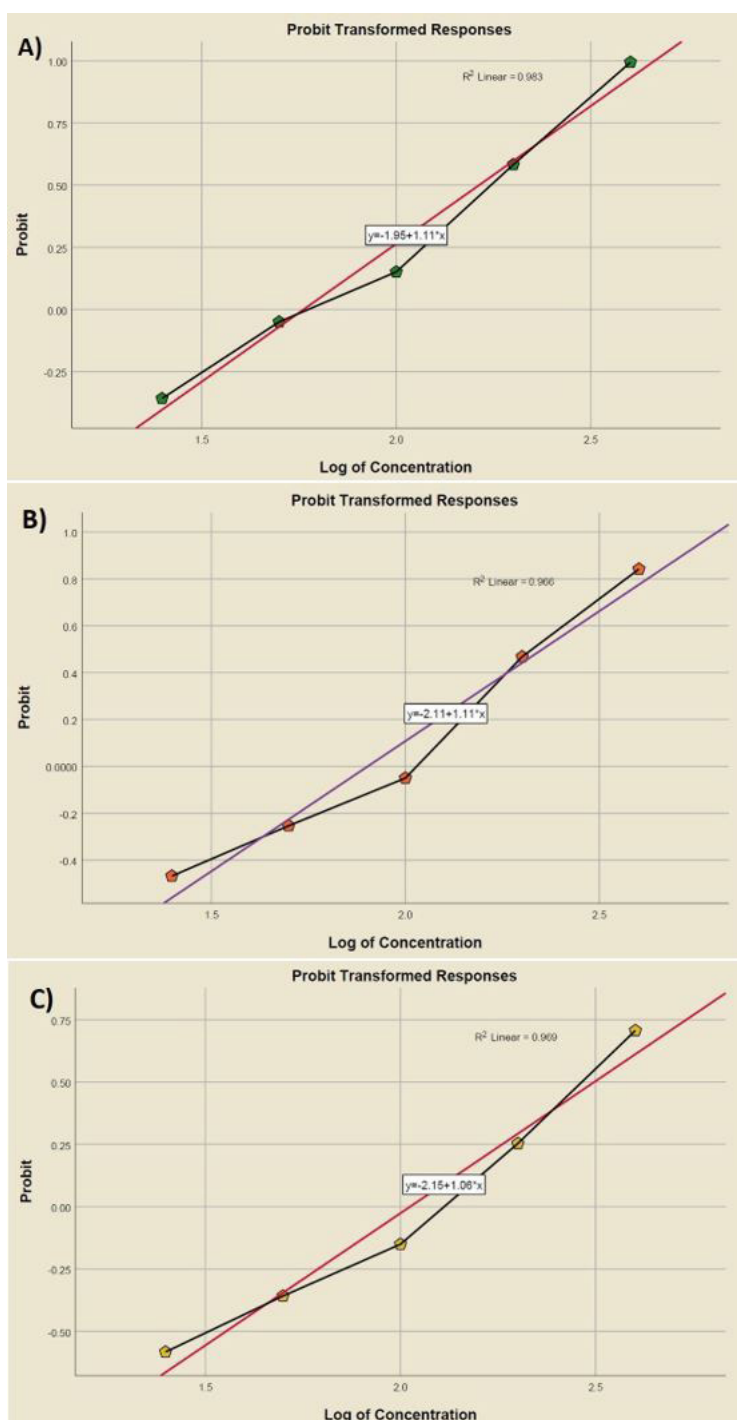 A)
Probit Transformed Responses
R2 Linear = 0.983
1.00
0.75
0.50
y=-1.95+1.11*x
0.25
0.00
-0.25
Probit
1.5 2.0 2.5
Log of Concentration
B)
Probit Transformed Responses
1.0
R2 Linear = 0.966
0.8
0.6
0.4
y=-2.11+1.11*x
0.2
0.0000
-0.2
-0.4
Probit
1.5 2.0 2.5
Log of Concentration
C)
Probit Transformed Responses
0.75
R2 Linear = 0.969
0.50
0.25
y=-2.15+1.06*x
0.00
-0.25
-0.50
Probit
1.5 2.0 2.5
Log of Concentration